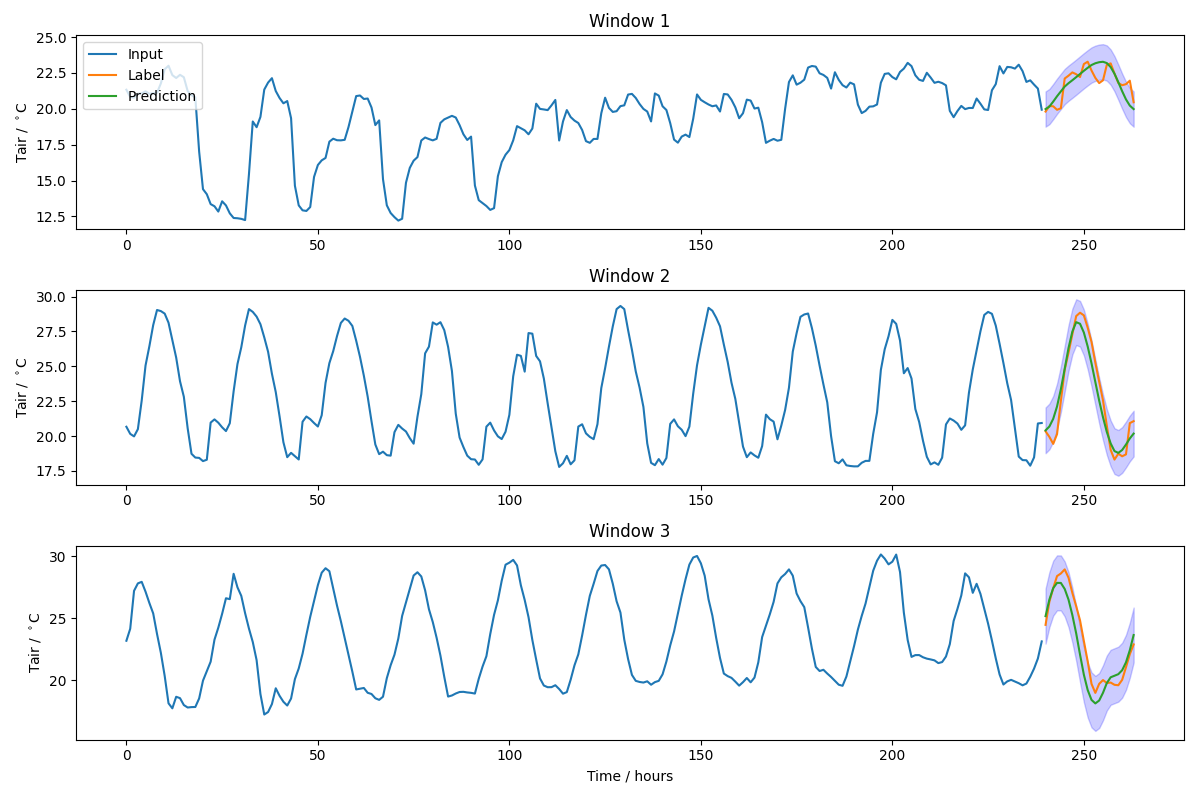 Window 1
Tair / °C
25.0
22.5
20.0
17.5
15.0
12.5
Input
Label
Prediction
0 50 100 150 200 250
Window 2
Tair / °C
30.0
27.5
25.0
22.5
20.0
17.5
0 50 100 150 200 250
Window 3
Tair / °C
30
25
20
0 50 100 150 200 250
Time / hours